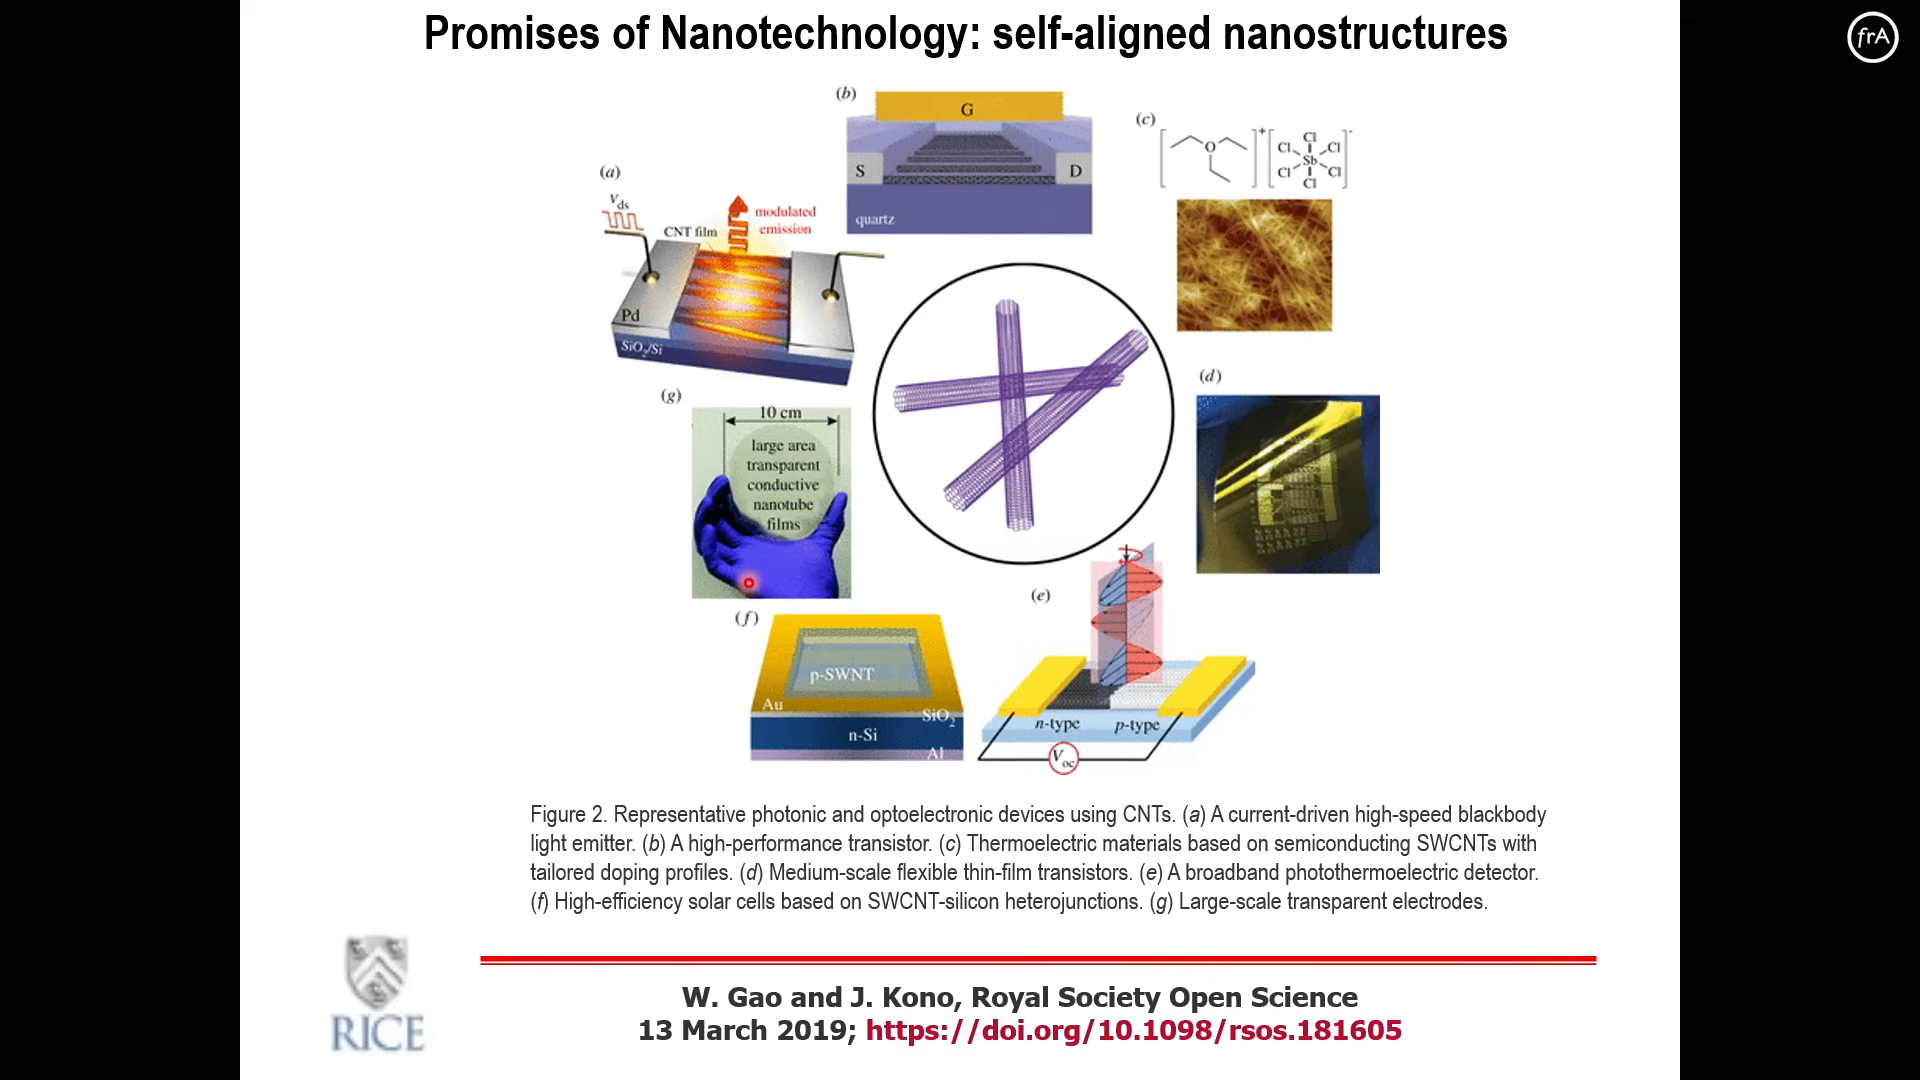 Promises of Nanotechnology: self-aligned nanostructures
frA
(a)
Vds
CNT film
modulated
emission
Pd
SiO2/Si
(b)
G
S
D
quartz
(c)
[O]+ [Cl Cl Cl Sb Cl Cl Cl]-
(g)
10 cm
large area
transparent
conductive
nanotube
films
(d)
(f)
p-SWNT
Au
SiO2
n-Si
Al
(e)
n-type
p-type
Voc
Figure 2. Representative photonic and optoelectronic devices using CNTs. (a) A current-driven high-speed blackbody
light emitter. (b) A high-performance transistor. (c) Thermoelectric materials based on semiconducting SWCNTs with
tailored doping profiles. (d) Medium-scale flexible thin-film transistors. (e) A broadband photothermoelectric detector.
(f) High-efficiency solar cells based on SWCNT-silicon heterojunctions. (g) Large-scale transparent electrodes.
RICE
W. Gao and J. Kono, Royal Society Open Science
13 March 2019; https://doi.org/10.1098/rsos.181605